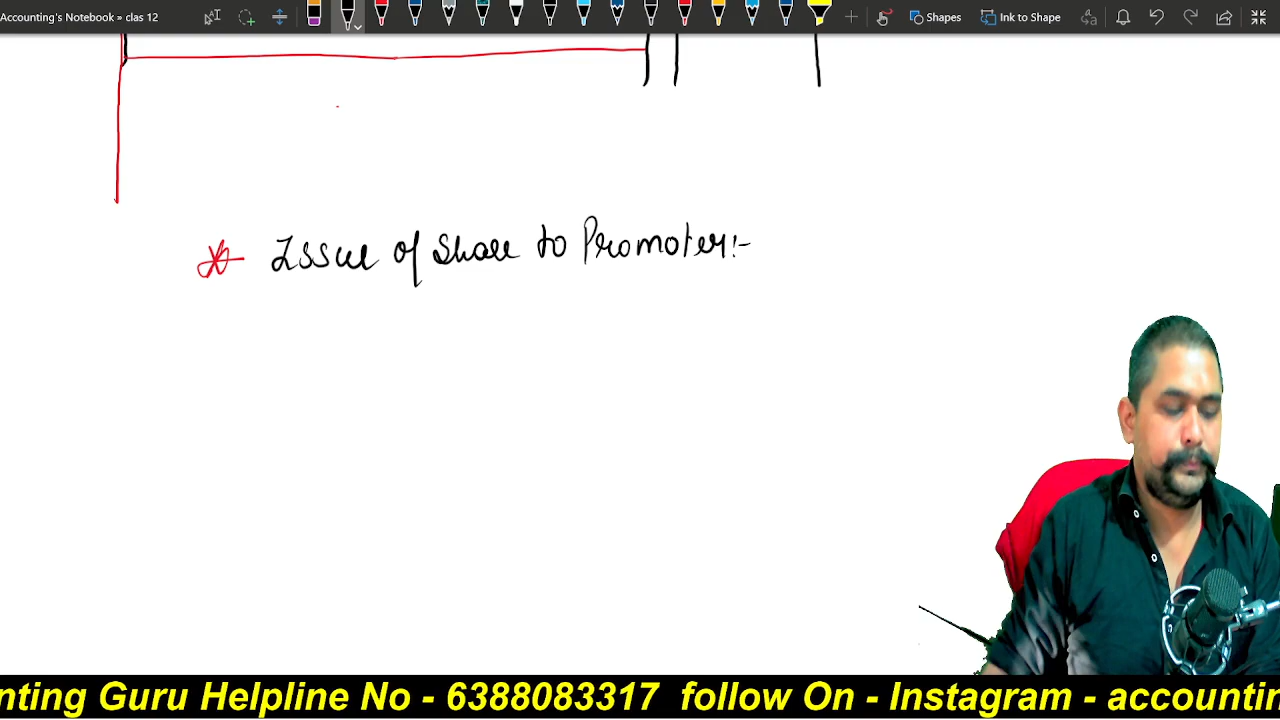 Accounting's Notebook » clas 12
Shapes
Ink to Shape
Issue of Share to Promoter:-
nting Guru Helpline No - 6388083317 follow On - Instagram - accountin